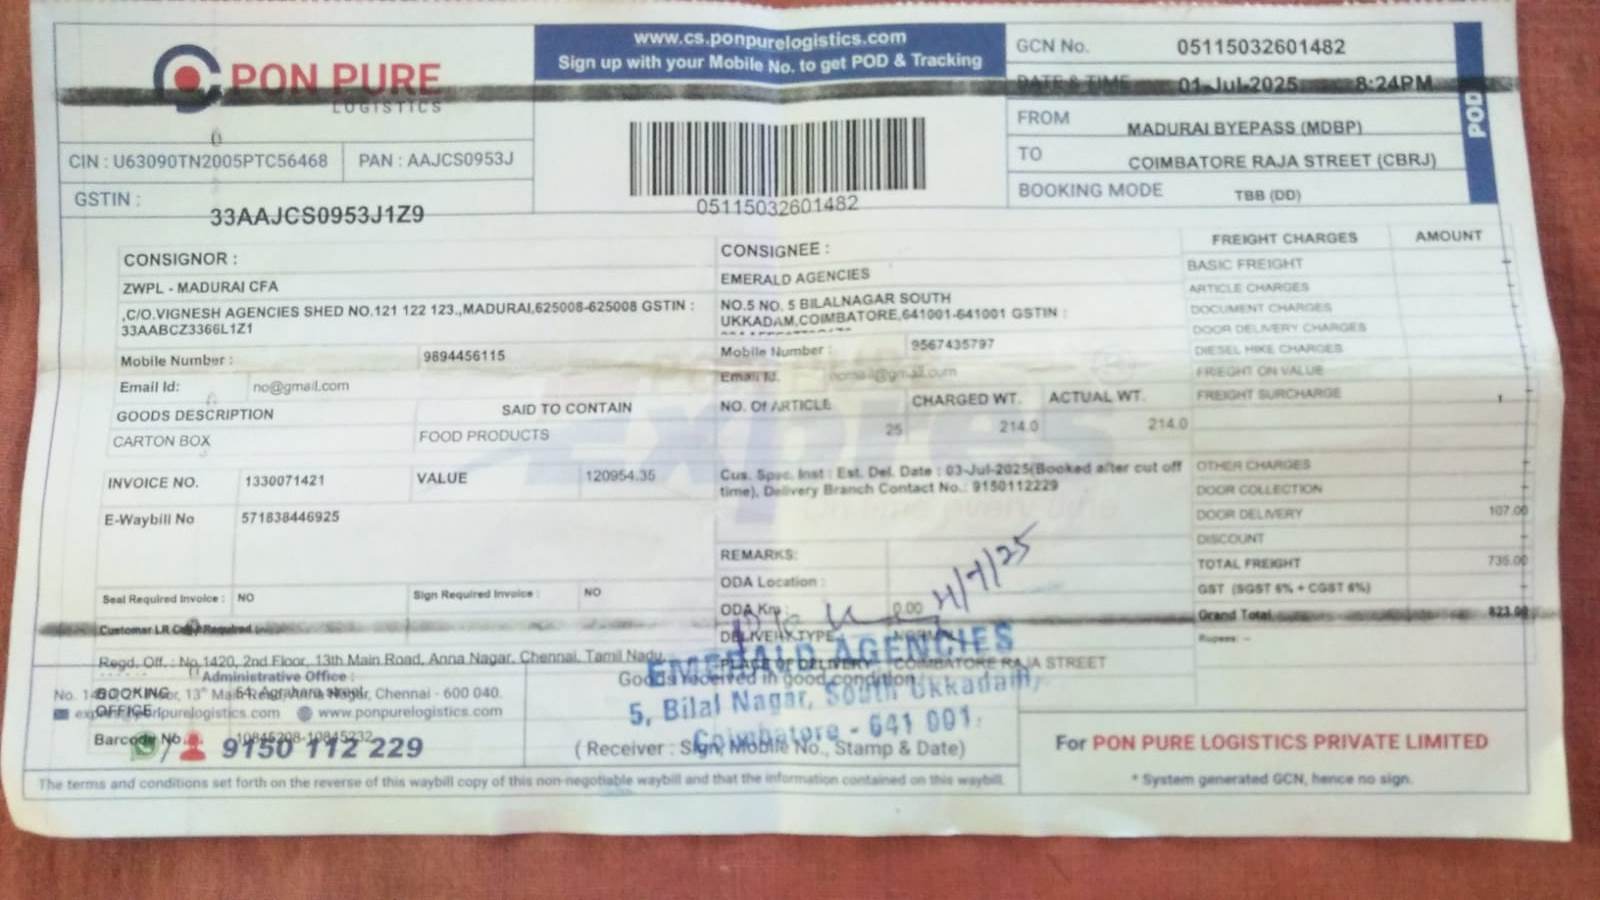 PON PURE
LOGISTICS
www.cs.ponpurelogistics.com
Sign up with your Mobile No. to get POD & Tracking
GCN No. 05115032601482
DATE & TIME 01-Jul-2025 8:24PM
FROM MADURAI BYEPASS (MDBP)
TO COIMBATORE RAJA STREET (CBRJ)
BOOKING MODE TBB (DD)
POD
CIN : U63090TN2005PTC56468 PAN : AAJCS0953J
GSTIN : 33AAJCS0953J1Z9
05115032601482
CONSIGNOR :
ZWPL - MADURAI CFA
,C/O.VIGNESH AGENCIES SHED NO.121 122 123.,MADURAI,625008-625008 GSTIN :
33AABCZ3366L1Z1
Mobile Number : 9894456115
Email Id: no@gmail.com
CONSIGNEE :
EMERALD AGENCIES
NO.5 NO. 5 BILALNAGAR SOUTH
UKKADAM,COIMBATORE,641001-641001 GSTIN :
Mobile Number : 9567435797
Email Id.
GOODS DESCRIPTION SAID TO CONTAIN NO. Of ARTICLE CHARGED WT. ACTUAL WT.
CARTON BOX FOOD PRODUCTS 25 214.0 214.0
INVOICE NO. 1330071421 VALUE 120954.35
E-Waybill No 571838446925
Cus. Spec. Inst : Est. Del. Date : 03-Jul-2025(Booked after cut off
time), Delivery Branch Contact No.: 9150112229
REMARKS:
ODA Location :
ODA Km : 0.00
DELIVERY TYPE NORMAL
PLACE OF DELIVERY COIMBATORE RAJA STREET
Seal Required Invoice : NO Sign Required Invoice : NO
Customer LR Copy Required
FREIGHT CHARGES AMOUNT
BASIC FREIGHT
ARTICLE CHARGES
DOCUMENT CHARGES
DOOR DELIVERY CHARGES
DIESEL HIKE CHARGES
FRIEGHT ON VALUE
FREIGHT SURCHARGE
OTHER CHARGES
DOOR COLLECTION
DOOR DELIVERY 107.00
DISCOUNT
TOTAL FREIGHT 735.00
GST (SGST 6% + CGST 6%)
Grand Total 823.00
Rupees: --
Regd. Off. : No.1420, 2nd Floor, 13th Main Road, Anna Nagar, Chennai, Tamil Nadu
Administrative Office :
Chennai - 600 040.
BOOKING
OFFICE
www.ponpurelogistics.com
Barcode No
9150 112 229
Goods received in good condition
EMERALD AGENCIES
5, Bilal Nagar, South Ukkadam,
Coimbatore - 641 001.
(Receiver : Sign, Mobile No., Stamp & Date)
For PON PURE LOGISTICS PRIVATE LIMITED
* System generated GCN, hence no sign.
The terms and conditions set forth on the reverse of this waybill copy of this non-negotiable waybill and that the information contained on this waybill.